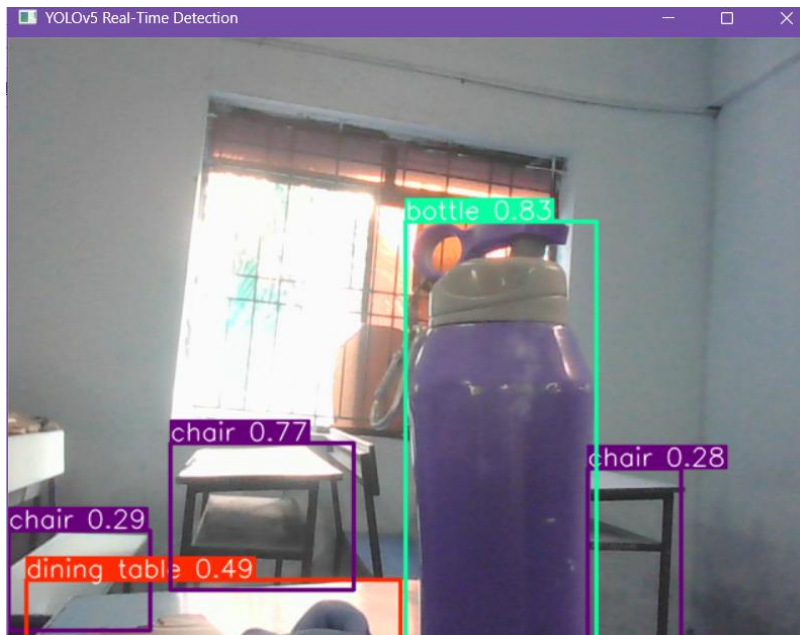 YOLOv5 Real-Time Detection
bottle 0.83
chair 0.77
chair 0.28
chair 0.29
dining table 0.49